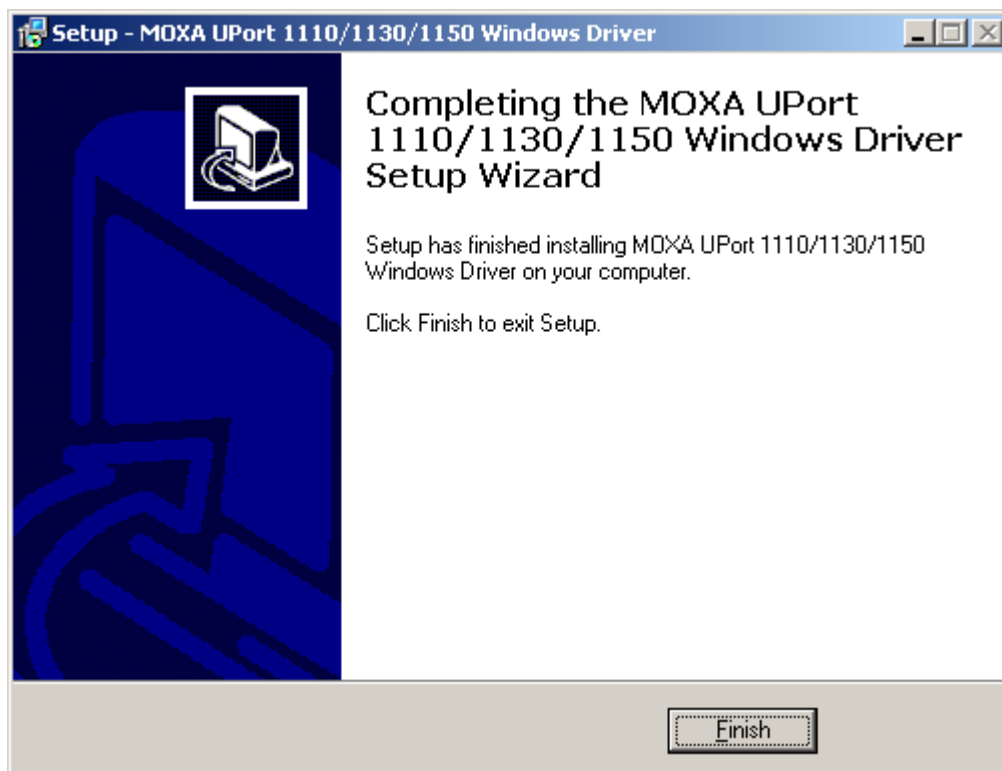 Setup - MOXA UPort 1110/1130/1150 Windows Driver
Completing the MOXA UPort
1110/1130/1150 Windows Driver
Setup Wizard
Setup has finished installing MOXA UPort 1110/1130/1150
Windows Driver on your computer.
Click Finish to exit Setup.
Finish